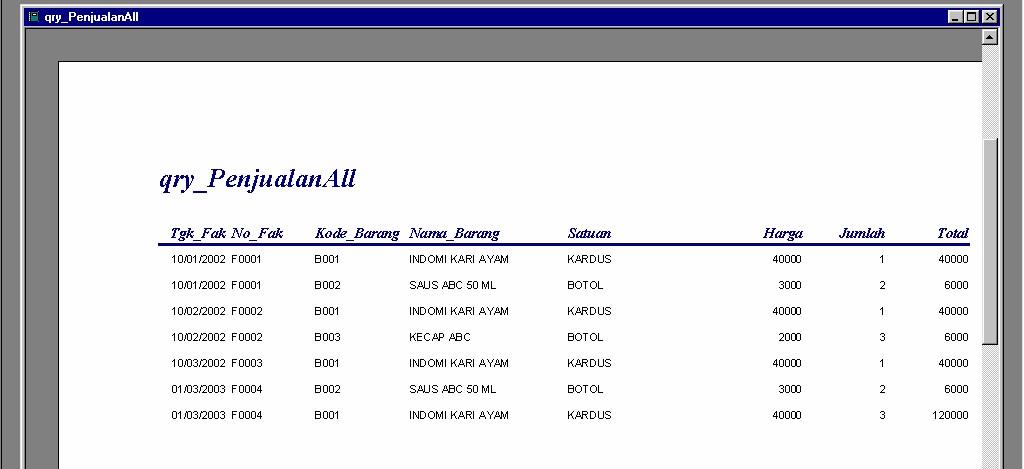 qry_PenjualanAll
qry_PenjualanAll
Tgk_Fak No_Fak Kode_Barang Nama_Barang Satuan Harga Jumlah Total
10/01/2002 F0001 B001 INDOMI KARI AYAM KARDUS 40000 1 40000
10/01/2002 F0001 B002 SAUS ABC 50 ML BOTOL 3000 2 6000
10/02/2002 F0002 B001 INDOMI KARI AYAM KARDUS 40000 1 40000
10/02/2002 F0002 B003 KECAP ABC BOTOL 2000 3 6000
10/03/2002 F0003 B001 INDOMI KARI AYAM KARDUS 40000 1 40000
01/03/2003 F0004 B002 SAUS ABC 50 ML BOTOL 3000 2 6000
01/03/2003 F0004 B001 INDOMI KARI AYAM KARDUS 40000 3 120000